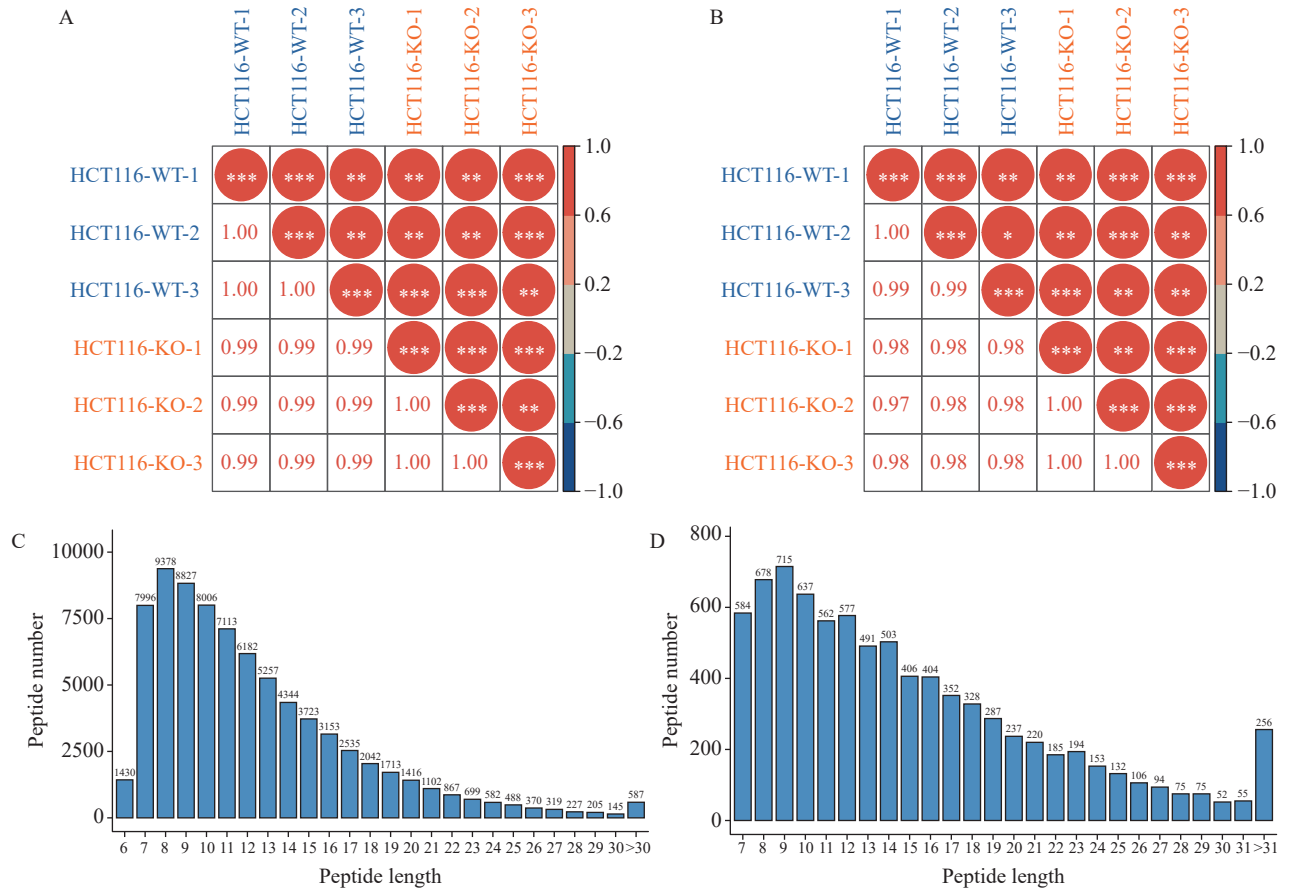 A
HCT116-WT-1
HCT116-WT-2
HCT116-WT-3
HCT116-KO-1
HCT116-KO-2
HCT116-KO-3
HCT116-WT-1 *** *** ** ** ** *** 1.0
HCT116-WT-2 1.00 *** ** ** ** *** 0.6
HCT116-WT-3 1.00 1.00 *** *** *** ** 0.2
HCT116-KO-1 0.99 0.99 0.99 *** *** *** −0.2
HCT116-KO-2 0.99 0.99 0.99 1.00 *** ** −0.6
HCT116-KO-3 0.99 0.99 0.99 1.00 1.00 *** −1.0
B
HCT116-WT-1
HCT116-WT-2
HCT116-WT-3
HCT116-KO-1
HCT116-KO-2
HCT116-KO-3
HCT116-WT-1 *** *** ** ** *** *** 1.0
HCT116-WT-2 1.00 *** * ** *** ** 0.6
HCT116-WT-3 0.99 0.99 *** *** ** ** 0.2
HCT116-KO-1 0.98 0.98 0.98 *** ** *** −0.2
HCT116-KO-2 0.97 0.98 0.98 1.00 *** *** −0.6
HCT116-KO-3 0.98 0.98 0.98 1.00 1.00 *** −1.0
C
Peptide number
10000
7500
5000
2500
0
1430 7996 9378 8827 8006 7113 6182 5257 4344 3723 3153 2535 2042 1713 1416 1102 867 699 582 488 370 319 227 205 145 587
6 7 8 9 10 11 12 13 14 15 16 17 18 19 20 21 22 23 24 25 26 27 28 29 30 >30
Peptide length
D
Peptide number
800
600
400
200
0
584 678 715 637 562 577 491 503 406 404 352 328 287 237 220 185 194 153 132 106 94 75 75 52 55 256
7 8 9 10 11 12 13 14 15 16 17 18 19 20 21 22 23 24 25 26 27 28 29 30 31 >31
Peptide length